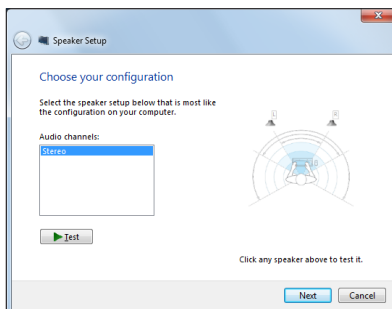 Speaker Setup
Choose your configuration
Select the speaker setup below that is most like
the configuration on your computer.
Audio channels:
Stereo
L
R
Test
Click any speaker above to test it.
Next
Cancel